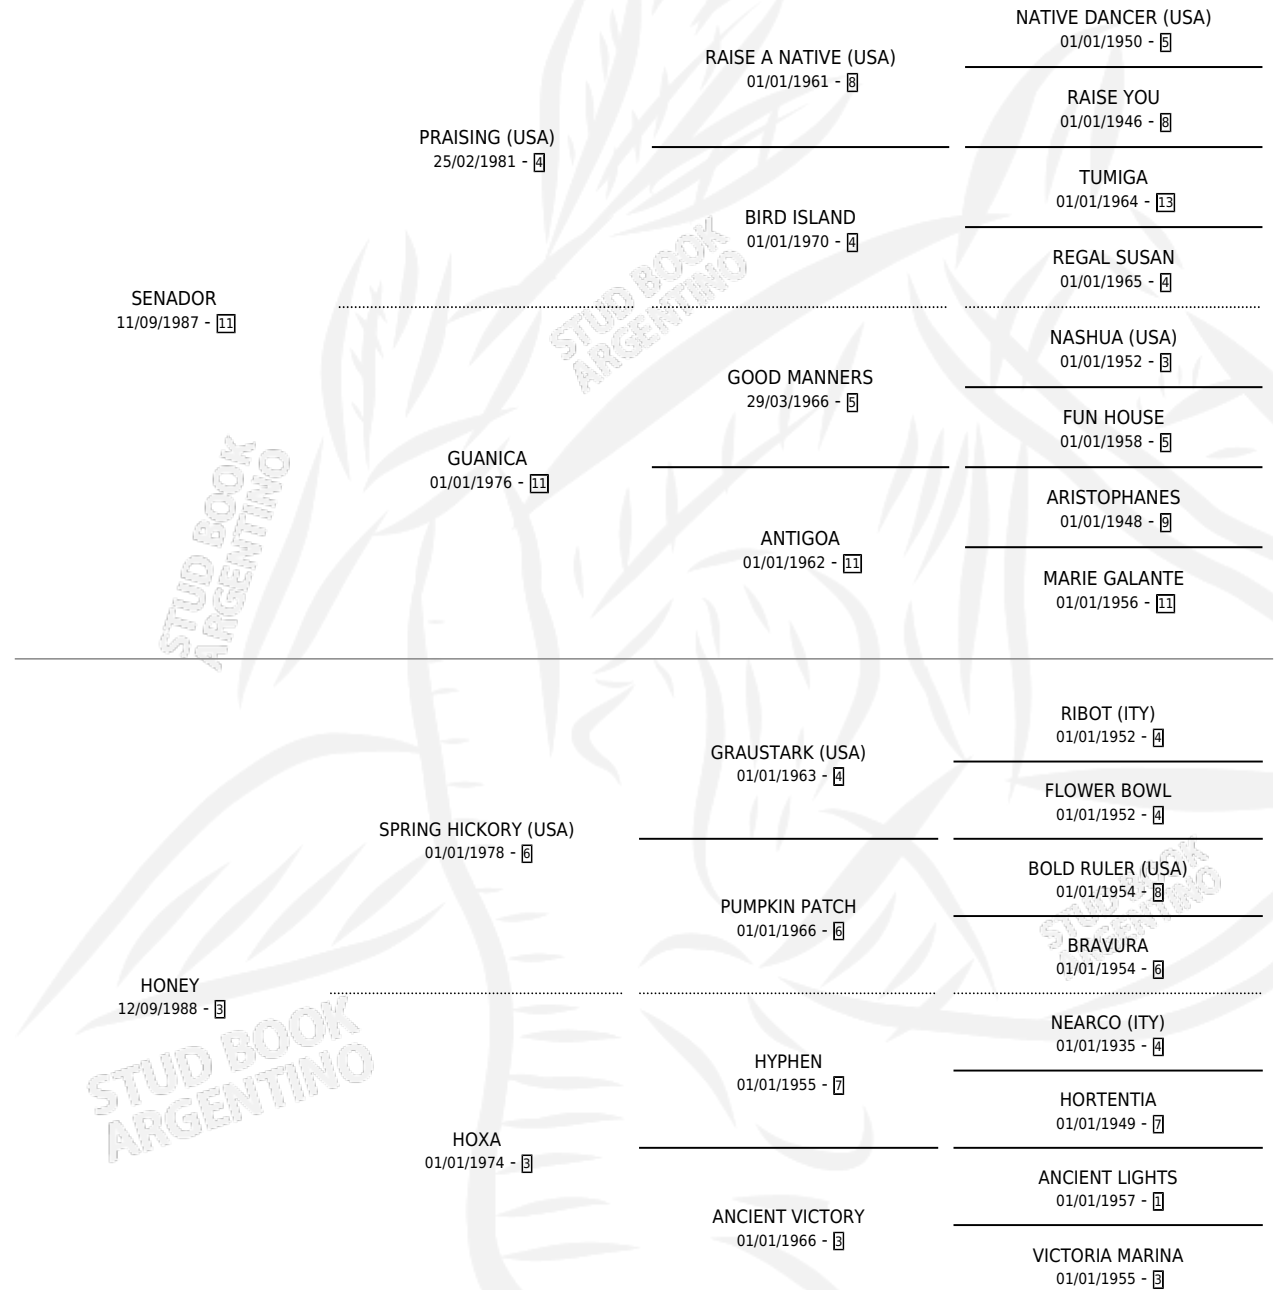 NATIVE DANCER (USA)
01/01/1950 - 5
RAISE A NATIVE (USA)
01/01/1961 - 8
RAISE YOU
01/01/1946 - 8
PRAISING (USA)
25/02/1981 - 4
TUMIGA
01/01/1964 - 13
BIRD ISLAND
01/01/1970 - 4
REGAL SUSAN
01/01/1965 - 4
SENADOR
11/09/1987 - 11
NASHUA (USA)
01/01/1952 - 3
GOOD MANNERS
29/03/1966 - 5
FUN HOUSE
01/01/1958 - 5
GUANICA
01/01/1976 - 11
ARISTOPHANES
01/01/1948 - 9
ANTIGOA
01/01/1962 - 11
MARIE GALANTE
01/01/1956 - 11
STUD BOOK
ARGENTINO
STUD BOOK
ARGENTINO
RIBOT (ITY)
01/01/1952 - 4
GRAUSTARK (USA)
01/01/1963 - 4
FLOWER BOWL
01/01/1952 - 4
SPRING HICKORY (USA)
01/01/1978 - 6
BOLD RULER (USA)
01/01/1954 - 8
PUMPKIN PATCH
01/01/1966 - 6
BRAVURA
01/01/1954 - 6
HONEY
12/09/1988 - 3
NEARCO (ITY)
01/01/1935 - 4
HYPHEN
01/01/1955 - 7
HORTENTIA
01/01/1949 - 7
HOXA
01/01/1974 - 3
ANCIENT LIGHTS
01/01/1957 - 1
ANCIENT VICTORY
01/01/1966 - 3
VICTORIA MARINA
01/01/1955 - 3
STUD BOOK
ARGENTINO
STUD BOOK
ARGENTINO